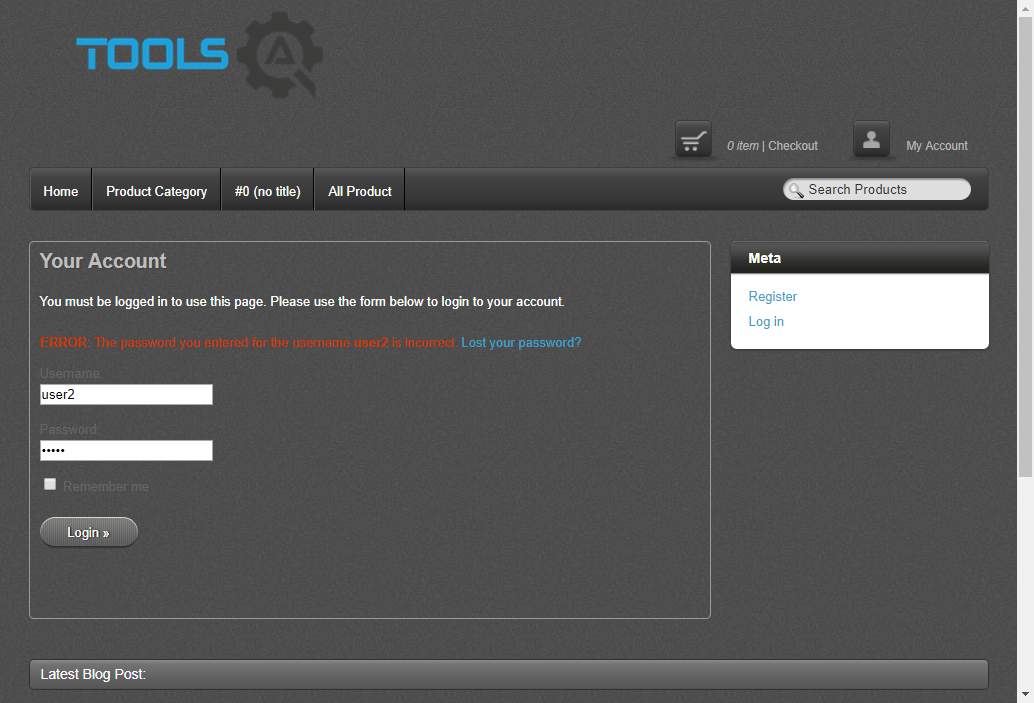 TOOLS
0 item | Checkout
My Account
Home
Product Category
#0 (no title)
All Product
Search Products
Your Account
You must be logged in to use this page. Please use the form below to login to your account.
ERROR: The password you entered for the username user2 is incorrect. Lost your password?
Username:
user2
Password:
•••••
Remember me
Login »
Meta
Register
Log in
Latest Blog Post: